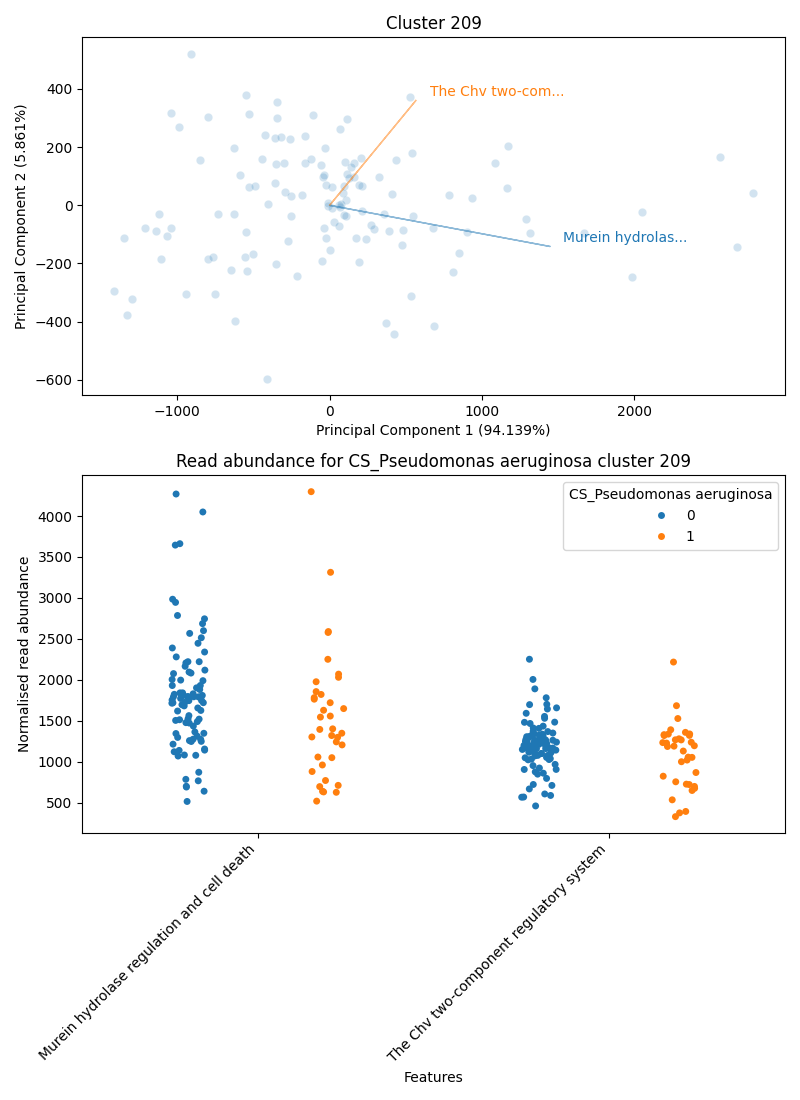 Cluster 209
Principal Component 2 (5.861%)
400
200
0
−200
−400
−600
The Chv two-com...
Murein hydrolas...
−1000
0
1000
2000
Principal Component 1 (94.139%)
Read abundance for CS_Pseudomonas aeruginosa cluster 209
Normalised read abundance
4000
3500
3000
2500
2000
1500
1000
500
CS_Pseudomonas aeruginosa
0
1
Murein hydrolase regulation and cell death
The Chv two-component regulatory system
Features